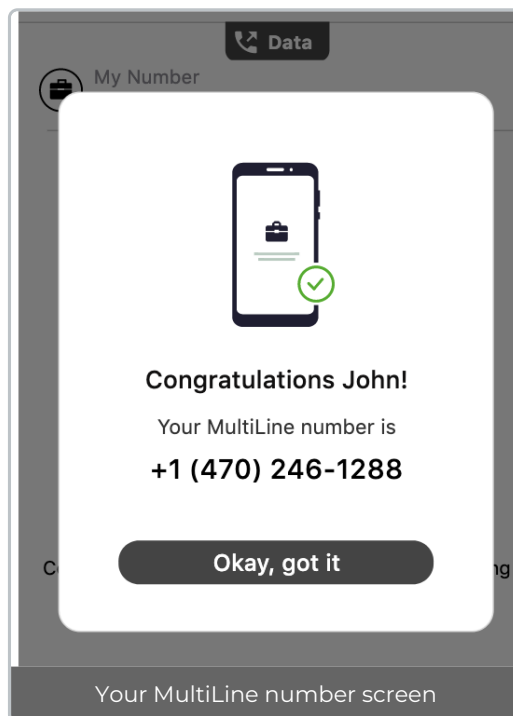 Data
My Number
Congratulations John!
Your MultiLine number is
+1 (470) 246-1288
Okay, got it
Your MultiLine number screen